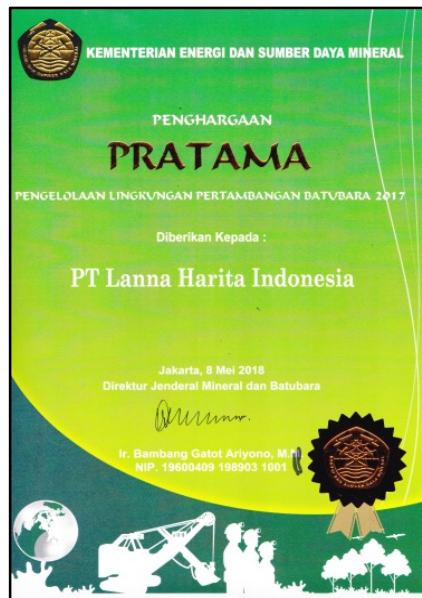 KEMENTERIAN ENERGI DAN SUMBER DAYA MINERAL
PENGHARGAAN
PRATAMA
PENGELOLAAN LINGKUNGAN PERTAMBANGAN BATUBARA 2017
Diberikan Kepada :
PT Lanna Harita Indonesia
Jakarta, 8 Mei 2018
Direktur Jenderal Mineral dan Batubara
Ir. Bambang Gatot Ariyono, M.M
NIP. 19600409 198903 1001